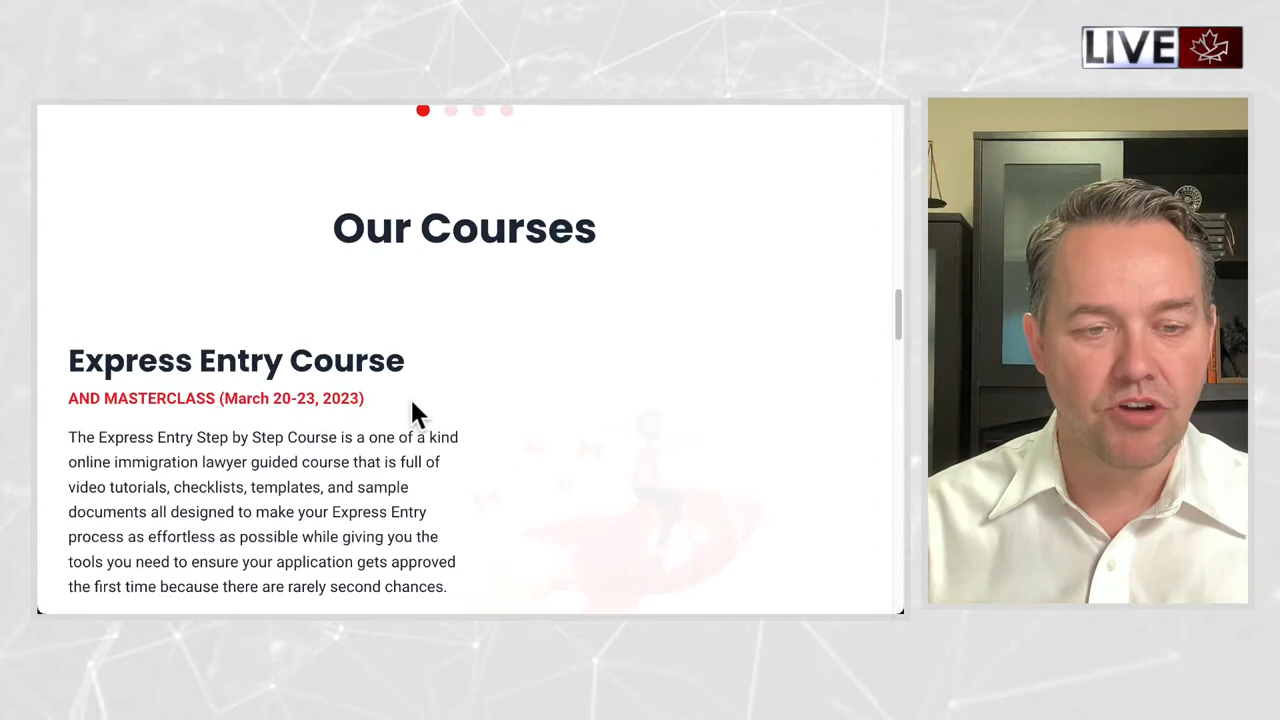 LIVE
Our Courses
Express Entry Course
AND MASTERCLASS (March 20-23, 2023)
The Express Entry Step by Step Course is a one of a kind
online immigration lawyer guided course that is full of
video tutorials, checklists, templates, and sample
documents all designed to make your Express Entry
process as effortless as possible while giving you the
tools you need to ensure your application gets approved
the first time because there are rarely second chances.